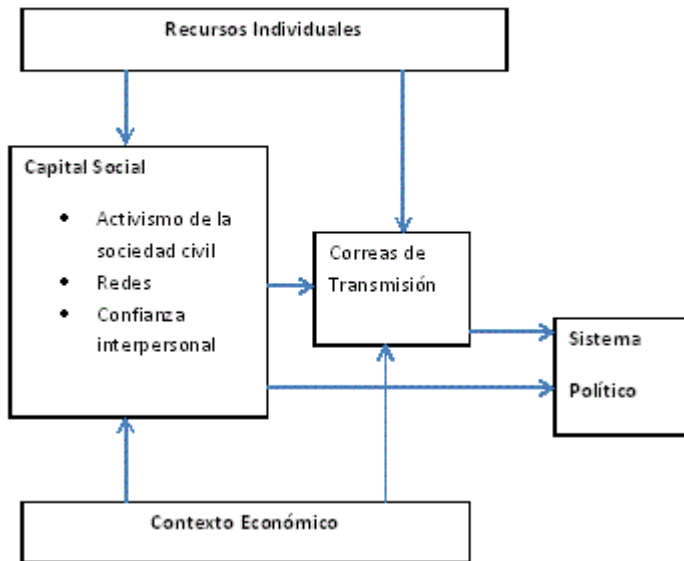 Recursos Individuales
Capital Social
• Activismo de la
sociedad civil
• Redes
• Confianza
interpersonal
Correas de
Transmisión
Sistema
Político
Contexto Económico